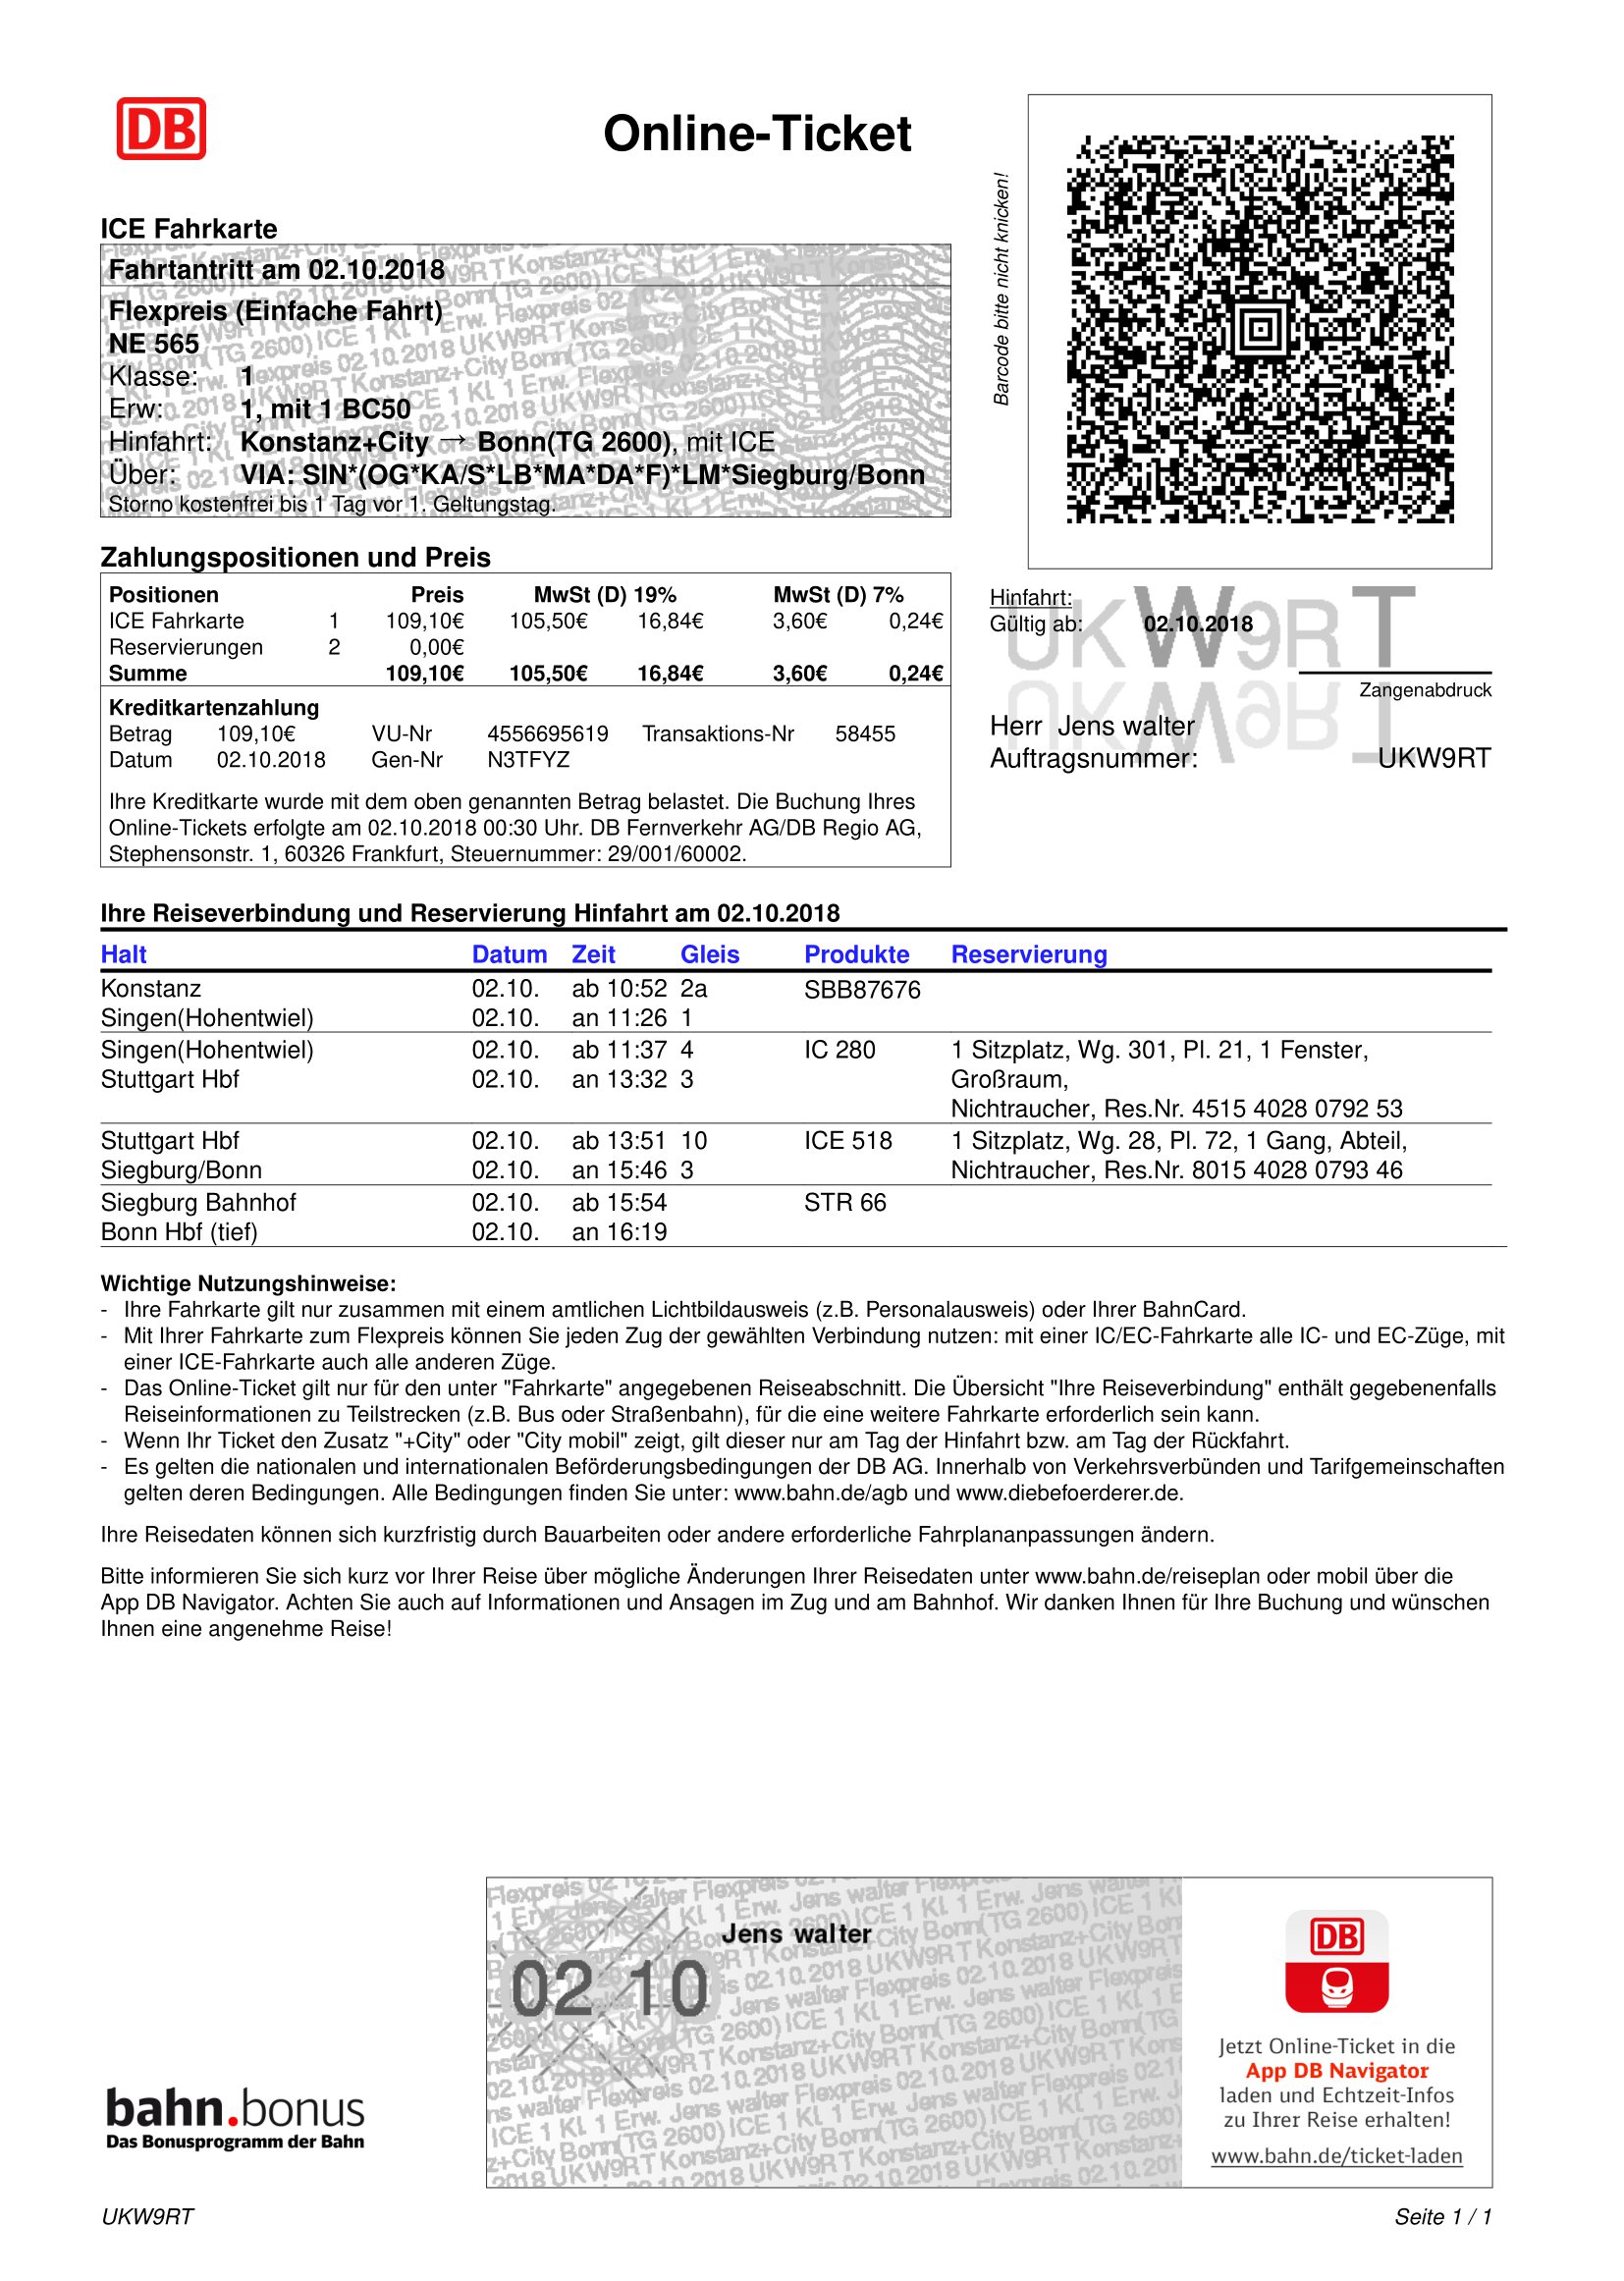 DB
Online-Ticket
Barcode bitte nicht knicken!
ICE Fahrkarte
Fahrtantritt am 02.10.2018
Flexpreis (Einfache Fahrt)
NE 565
Klasse: 1
Erw: 1, mit 1 BC50
Hinfahrt: Konstanz+City → Bonn(TG 2600), mit ICE
Über: VIA: SIN*(OG*KA/S*LB*MA*DA*F)*LM*Siegburg/Bonn
Storno kostenfrei bis 1 Tag vor 1. Geltungstag.
Zahlungspositionen und Preis
Positionen Preis MwSt (D) 19% MwSt (D) 7%
ICE Fahrkarte 1 109,10€ 105,50€ 16,84€ 3,60€ 0,24€
Reservierungen 2 0,00€
Summe 109,10€ 105,50€ 16,84€ 3,60€ 0,24€
Kreditkartenzahlung
Betrag 109,10€ VU-Nr 4556695619 Transaktions-Nr 58455
Datum 02.10.2018 Gen-Nr N3TFYZ
Ihre Kreditkarte wurde mit dem oben genannten Betrag belastet. Die Buchung Ihres
Online-Tickets erfolgte am 02.10.2018 00:30 Uhr. DB Fernverkehr AG/DB Regio AG,
Stephensonstr. 1, 60326 Frankfurt, Steuernummer: 29/001/60002.
Hinfahrt:
Gültig ab: 02.10.2018
UKW9RT
Zangenabdruck
Herr Jens walter
Auftragsnummer: UKW9RT
Ihre Reiseverbindung und Reservierung Hinfahrt am 02.10.2018
Halt Datum Zeit Gleis Produkte Reservierung
Konstanz 02.10. ab 10:52 2a SBB87676
Singen(Hohentwiel) 02.10. an 11:26 1
Singen(Hohentwiel) 02.10. ab 11:37 4 IC 280 1 Sitzplatz, Wg. 301, Pl. 21, 1 Fenster,
Stuttgart Hbf 02.10. an 13:32 3 Großraum,
Nichtraucher, Res.Nr. 4515 4028 0792 53
Stuttgart Hbf 02.10. ab 13:51 10 ICE 518 1 Sitzplatz, Wg. 28, Pl. 72, 1 Gang, Abteil,
Siegburg/Bonn 02.10. an 15:46 3 Nichtraucher, Res.Nr. 8015 4028 0793 46
Siegburg Bahnhof 02.10. ab 15:54 STR 66
Bonn Hbf (tief) 02.10. an 16:19
Wichtige Nutzungshinweise:
- Ihre Fahrkarte gilt nur zusammen mit einem amtlichen Lichtbildausweis (z.B. Personalausweis) oder Ihrer BahnCard.
- Mit Ihrer Fahrkarte zum Flexpreis können Sie jeden Zug der gewählten Verbindung nutzen: mit einer IC/EC-Fahrkarte alle IC- und EC-Züge, mit
einer ICE-Fahrkarte auch alle anderen Züge.
- Das Online-Ticket gilt nur für den unter "Fahrkarte" angegebenen Reiseabschnitt. Die Übersicht "Ihre Reiseverbindung" enthält gegebenenfalls
Reiseinformationen zu Teilstrecken (z.B. Bus oder Straßenbahn), für die eine weitere Fahrkarte erforderlich sein kann.
- Wenn Ihr Ticket den Zusatz "+City" oder "City mobil" zeigt, gilt dieser nur am Tag der Hinfahrt bzw. am Tag der Rückfahrt.
- Es gelten die nationalen und internationalen Beförderungsbedingungen der DB AG. Innerhalb von Verkehrsverbünden und Tarifgemeinschaften
gelten deren Bedingungen. Alle Bedingungen finden Sie unter: www.bahn.de/agb und www.diebefoerderer.de.
Ihre Reisedaten können sich kurzfristig durch Bauarbeiten oder andere erforderliche Fahrplananpassungen ändern.
Bitte informieren Sie sich kurz vor Ihrer Reise über mögliche Änderungen Ihrer Reisedaten unter www.bahn.de/reiseplan oder mobil über die
App DB Navigator. Achten Sie auch auf Informationen und Ansagen im Zug und am Bahnhof. Wir danken Ihnen für Ihre Buchung und wünschen
Ihnen eine angenehme Reise!
Jens walter
02 10
DB
Jetzt Online-Ticket in die
App DB Navigator
laden und Echtzeit-Infos
zu Ihrer Reise erhalten!
www.bahn.de/ticket-laden
bahn.bonus
Das Bonusprogramm der Bahn
UKW9RT Seite 1 / 1